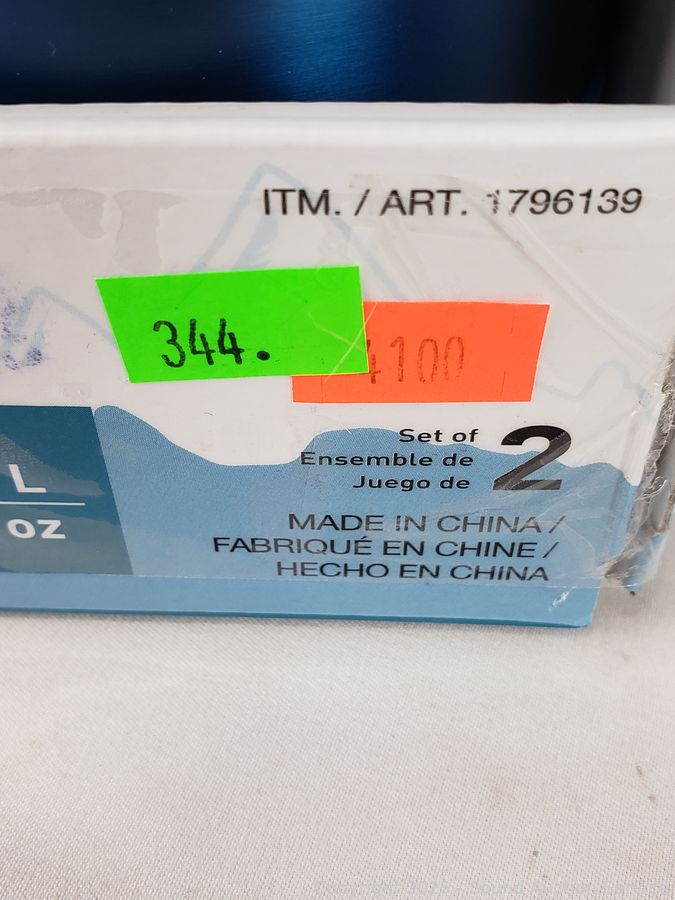 ITM. / ART. 1796139
344.
4100
Set of
Ensemble de
Juego de
2
L
OZ
MADE IN CHINA /
FABRIQUÉ EN CHINE /
HECHO EN CHINA